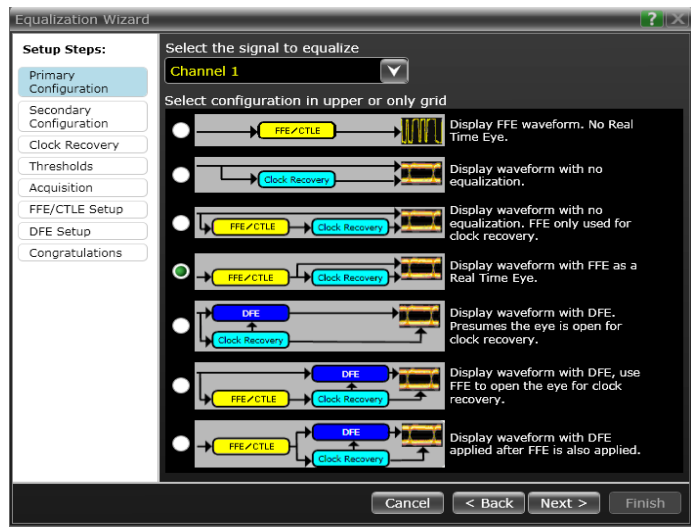 Equalization Wizard
? X
Setup Steps:
Primary
Configuration
Secondary
Configuration
Clock Recovery
Thresholds
Acquisition
FFE/CTLE Setup
DFE Setup
Congratulations
Select the signal to equalize
Channel 1
Select configuration in upper or only grid
FFE/CTLE
Display FFE waveform. No Real
Time Eye.
Clock Recovery
Display waveform with no
equalization.
FFE/CTLE
Clock Recovery
Display waveform with no
equalization. FFE only used for
clock recovery.
FFE/CTLE
Clock Recovery
Display waveform with FFE as a
Real Time Eye.
DFE
Clock Recovery
Display waveform with DFE.
Presumes the eye is open for
clock recovery.
DFE
FFE/CTLE
Clock Recovery
Display waveform with DFE, use
FFE to open the eye for clock
recovery.
DFE
FFE/CTLE
Clock Recovery
Display waveform with DFE
applied after FFE is also applied.
Cancel
< Back
Next >
Finish